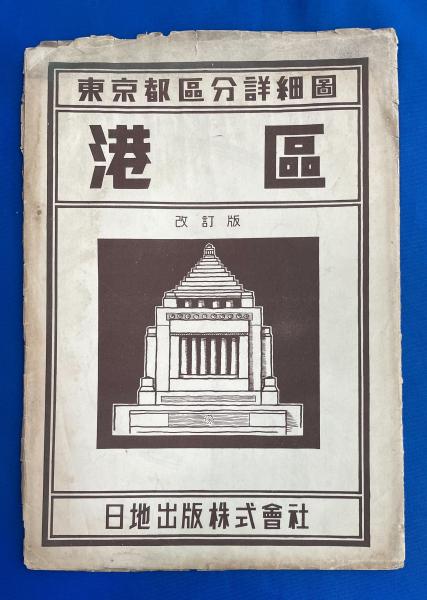 東京都區分詳細圖
港區
改訂版
日地出版株式會社